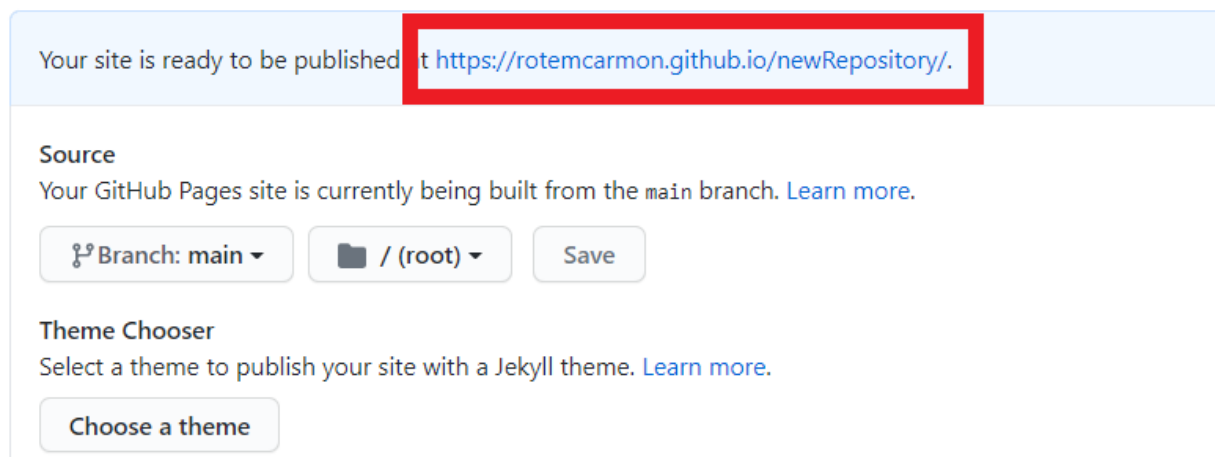 Your site is ready to be published t https://rotemcarmon.github.io/newRepository/.
Source
Your GitHub Pages site is currently being built from the main branch. Learn more.
Branch: main / (root) Save
Theme Chooser
Select a theme to publish your site with a Jekyll theme. Learn more.
Choose a theme